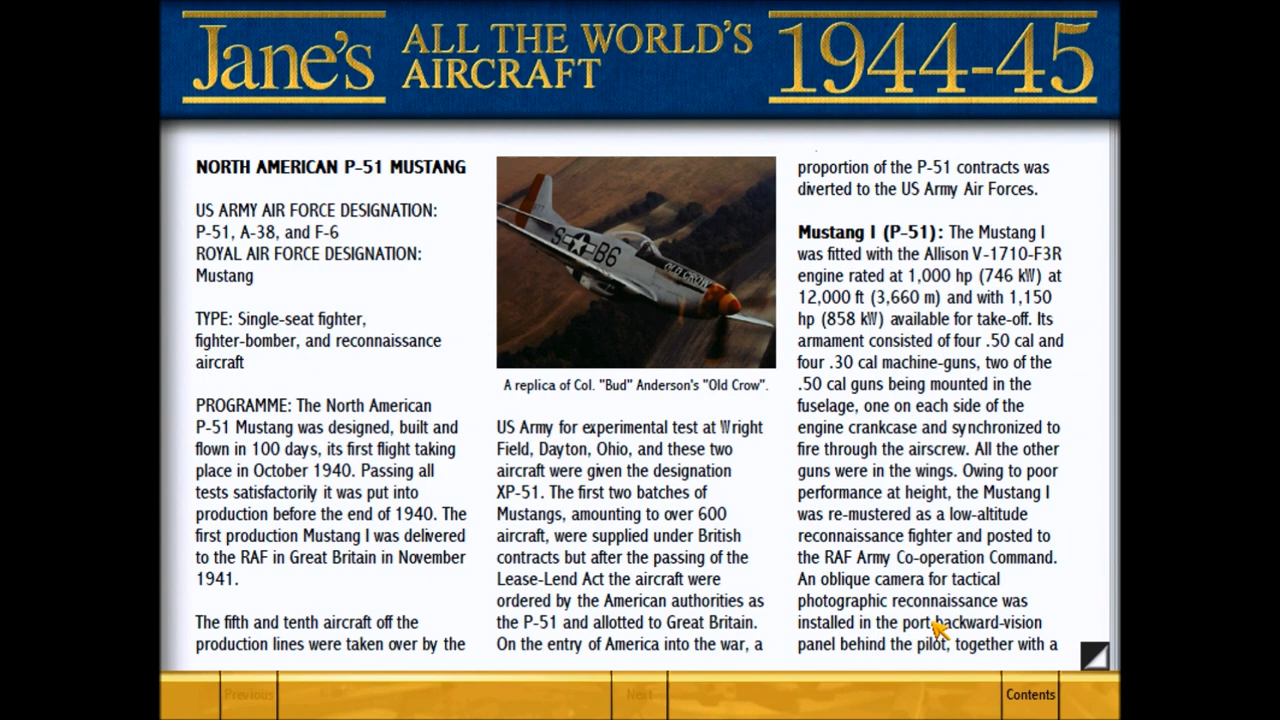 Jane's
ALL THE WORLD'S
AIRCRAFT
1944-45
NORTH AMERICAN P-51 MUSTANG
US ARMY AIR FORCE DESIGNATION:
P-51, A-38, and F-6
ROYAL AIR FORCE DESIGNATION:
Mustang
TYPE: Single-seat fighter,
fighter-bomber, and reconnaissance
aircraft
PROGRAMME: The North American
P-51 Mustang was designed, built and
flown in 100 days, its first flight taking
place in October 1940. Passing all
tests satisfactorily it was put into
production before the end of 1940. The
first production Mustang I was delivered
to the RAF in Great Britain in November
1941.
The fifth and tenth aircraft off the
production lines were taken over by the
S B6
OLD CROW
A replica of Col. "Bud" Anderson's "Old Crow".
US Army for experimental test at Wright
Field, Dayton, Ohio, and these two
aircraft were given the designation
XP-51. The first two batches of
Mustangs, amounting to over 600
aircraft, were supplied under British
contracts but after the passing of the
Lease-Lend Act the aircraft were
ordered by the American authorities as
the P-51 and allotted to Great Britain.
On the entry of America into the war, a
proportion of the P-51 contracts was
diverted to the US Army Air Forces.
Mustang I (P-51): The Mustang I
was fitted with the Allison V-1710-F3R
engine rated at 1,000 hp (746 kW) at
12,000 ft (3,660 m) and with 1,150
hp (858 kW) available for take-off. Its
armament consisted of four .50 cal and
four .30 cal machine-guns, two of the
.50 cal guns being mounted in the
fuselage, one on each side of the
engine crankcase and synchronized to
fire through the airscrew. All the other
guns were in the wings. Owing to poor
performance at height, the Mustang I
was re-mustered as a low-altitude
reconnaissance fighter and posted to
the RAF Army Co-operation Command.
An oblique camera for tactical
photographic reconnaissance was
installed in the port backward-vision
panel behind the pilot, together with a
Previous
Next
Contents